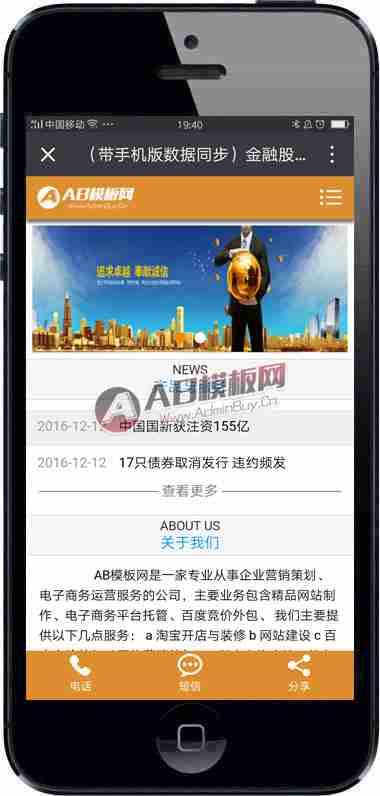 中国移动
19:40
（带手机版数据同步）金融股...
AB模板网
www.AdminBuy.Cn
追求卓越 奉献诚信
NEWS
AB模板网
www.AdminBuy.Cn
2016-12-12 中国国新获注资155亿
2016-12-12 17只债券取消发行 违约频发
查看更多
ABOUT US
关于我们
AB模板网是一家专业从事企业营销策划、
电子商务运营服务的公司，主要业务包含精品网站制
作、电子商务平台托管、百度竞价外包、我们主要提
供以下几点服务： a 淘宝开店与装修 b 网站建设 c 百
电话
短信
分享